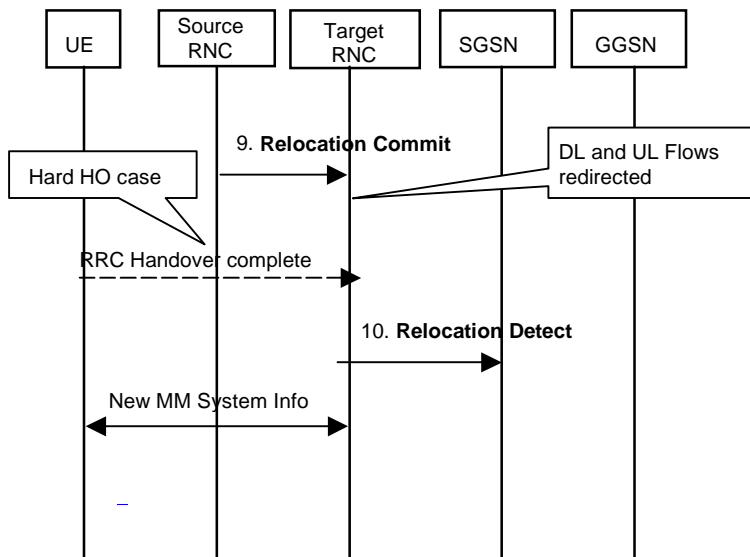 UE
Source
RNC
Target
RNC
SGSN
GGSN
9. Relocation Commit
DL and UL Flows
redirected
Hard HO case
RRC Handover complete
10. Relocation Detect
New MM System Info